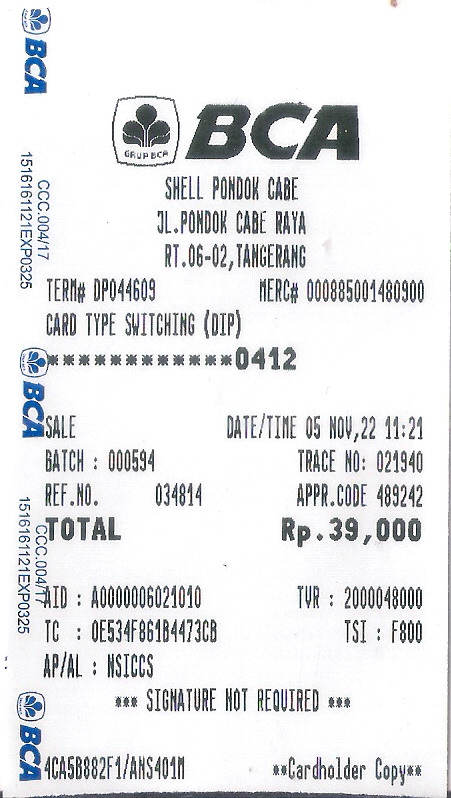 GRUP BCA
BCA
SHELL PONDOK CABE
JL.PONDOK CABE RAYA
RT.06-02,TANGERANG
TERM# DP044609 MERC# 000885001480900
CARD TYPE SWITCHING (DIP)
************0412
SALE DATE/TIME 05 NOV,22 11:21
BATCH : 000594 TRACE NO: 021940
REF.NO. 034814 APPR.CODE 489242
TOTAL Rp.39,000
AID : A0000006021010 TVR : 2000048000
TC : 0E534F861B4473CB TSI : F800
AP/AL : NSICCS
*** SIGNATURE NOT REQUIRED ***
4CA5B882F1/ANS401M **Cardholder Copy**
BCA
CCC.004/17
1516161121EXP0325
BCA
CCC.004/17
1516161121EXP0325
BCA